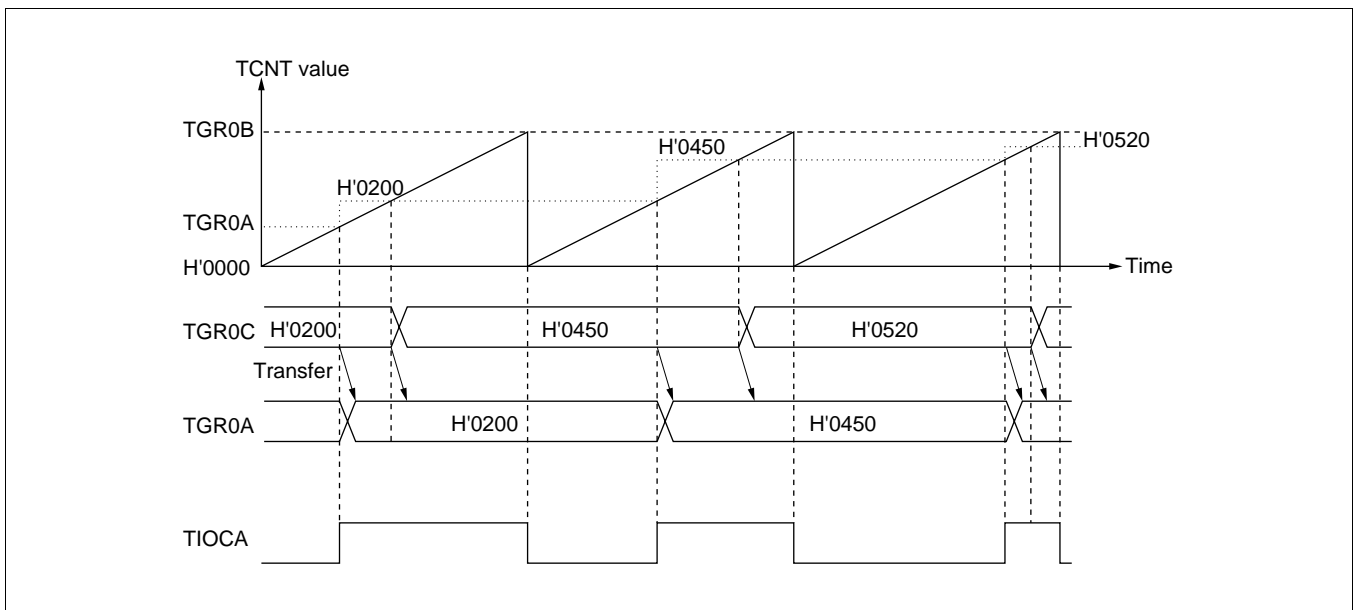 TCNT value
TGR0B
H'0520
H'0450
H'0200
TGR0A
H'0000
Time
TGR0C H'0200 H'0450 H'0520
Transfer
TGR0A H'0200 H'0450
TIOCA